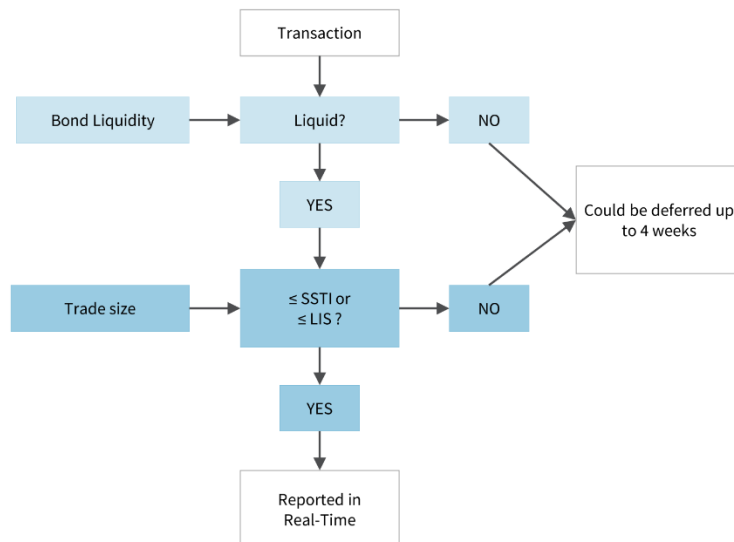 Transaction
Bond Liquidity
Liquid?
NO
YES
Could be deferred up
to 4 weeks
Trade size
≤ SSTI or
≤ LIS ?
NO
YES
Reported in
Real-Time